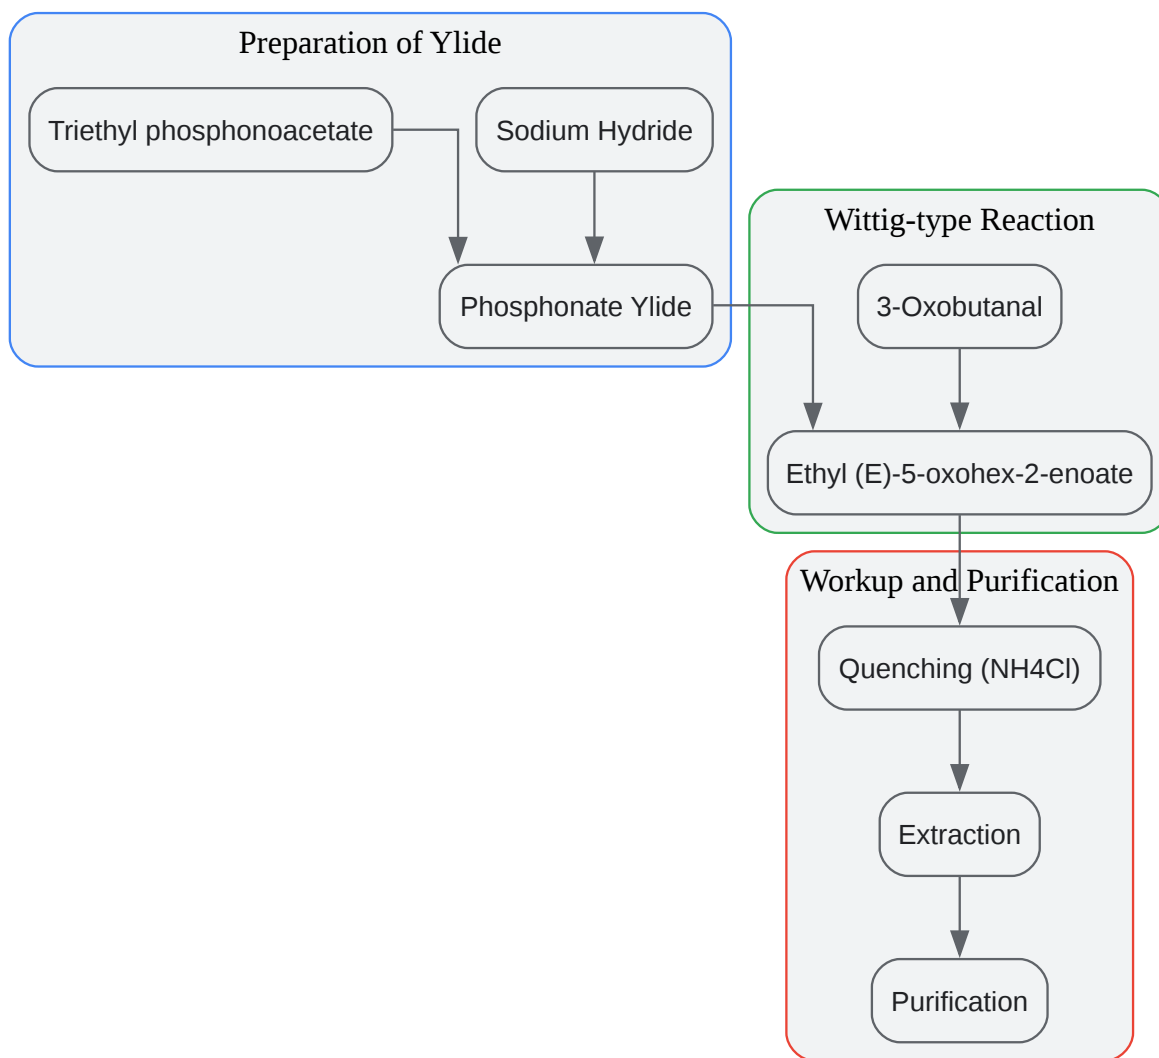 Preparation of Ylide
Triethyl phosphonoacetate
Sodium Hydride
Phosphonate Ylide
Wittig-type Reaction
3-Oxobutanal
Ethyl (E)-5-oxohex-2-enoate
Workup and Purification
Quenching (NH4Cl)
Extraction
Purification